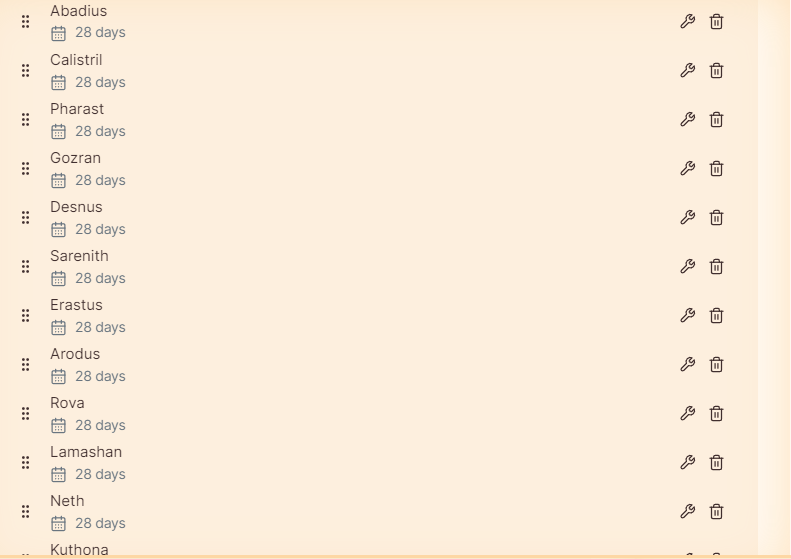 Abadius
28 days
Calistril
28 days
Pharast
28 days
Gozran
28 days
Desnus
28 days
Sarenith
28 days
Erastus
28 days
Arodus
28 days
Rova
28 days
Lamashan
28 days
Neth
28 days
Kuthona